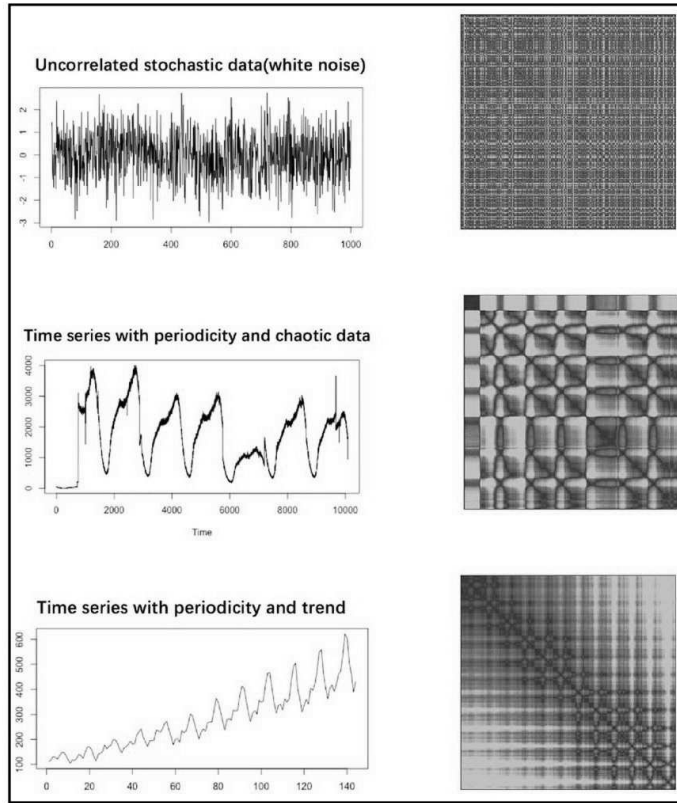 Uncorrelated stochastic data(white noise)
2
1
0
-1
-2
-3
0 200 400 600 800 1000
Time series with periodicity and chaotic data
4000
3000
2000
1000
0
0 2000 4000 6000 8000 10000
Time
Time series with periodicity and trend
600
500
400
300
200
100
0 20 40 60 80 100 120 140